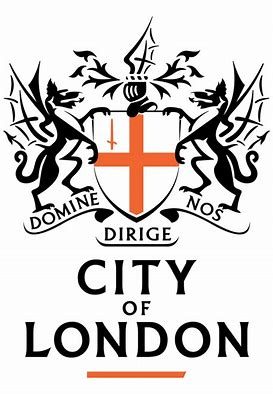 DOMINE DIRIGE NOS
CITY
OF
LONDON